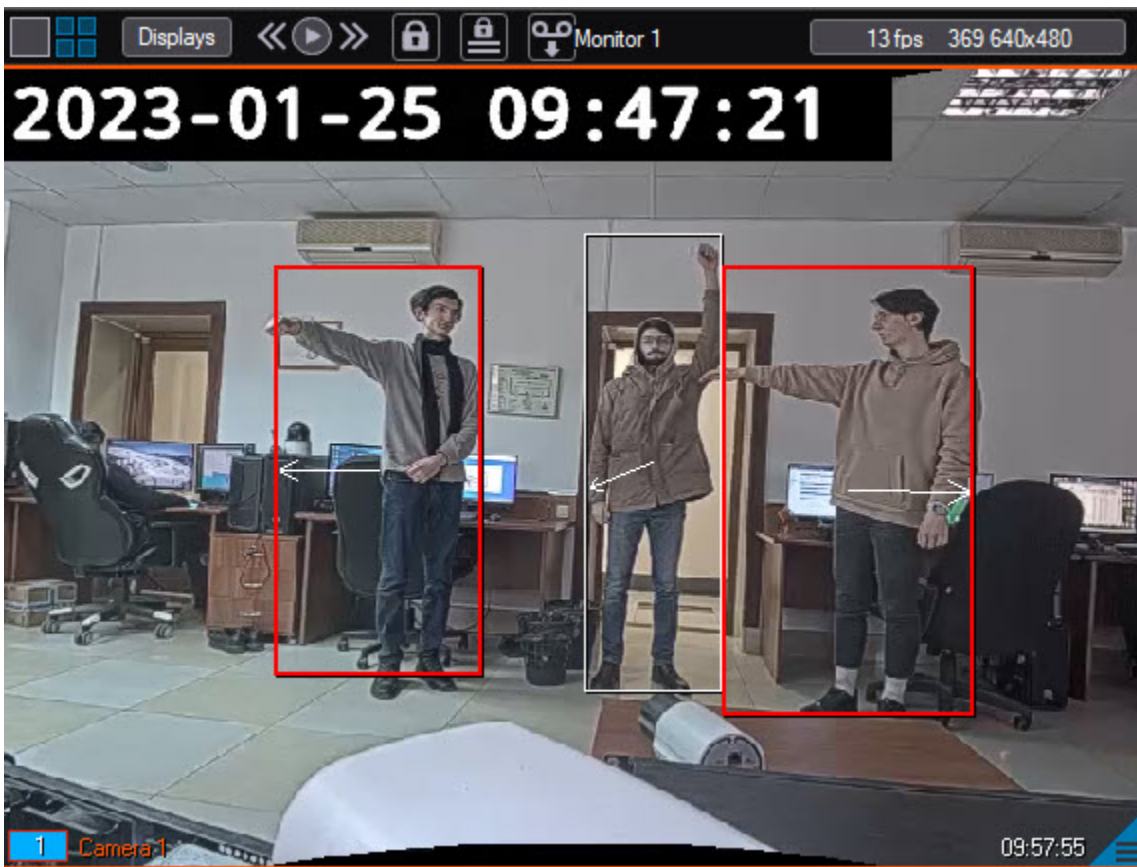 Displays
Monitor 1
13 fps 369 640x480
2023-01-25 09:47:21
1 Camera 1
09:57:55